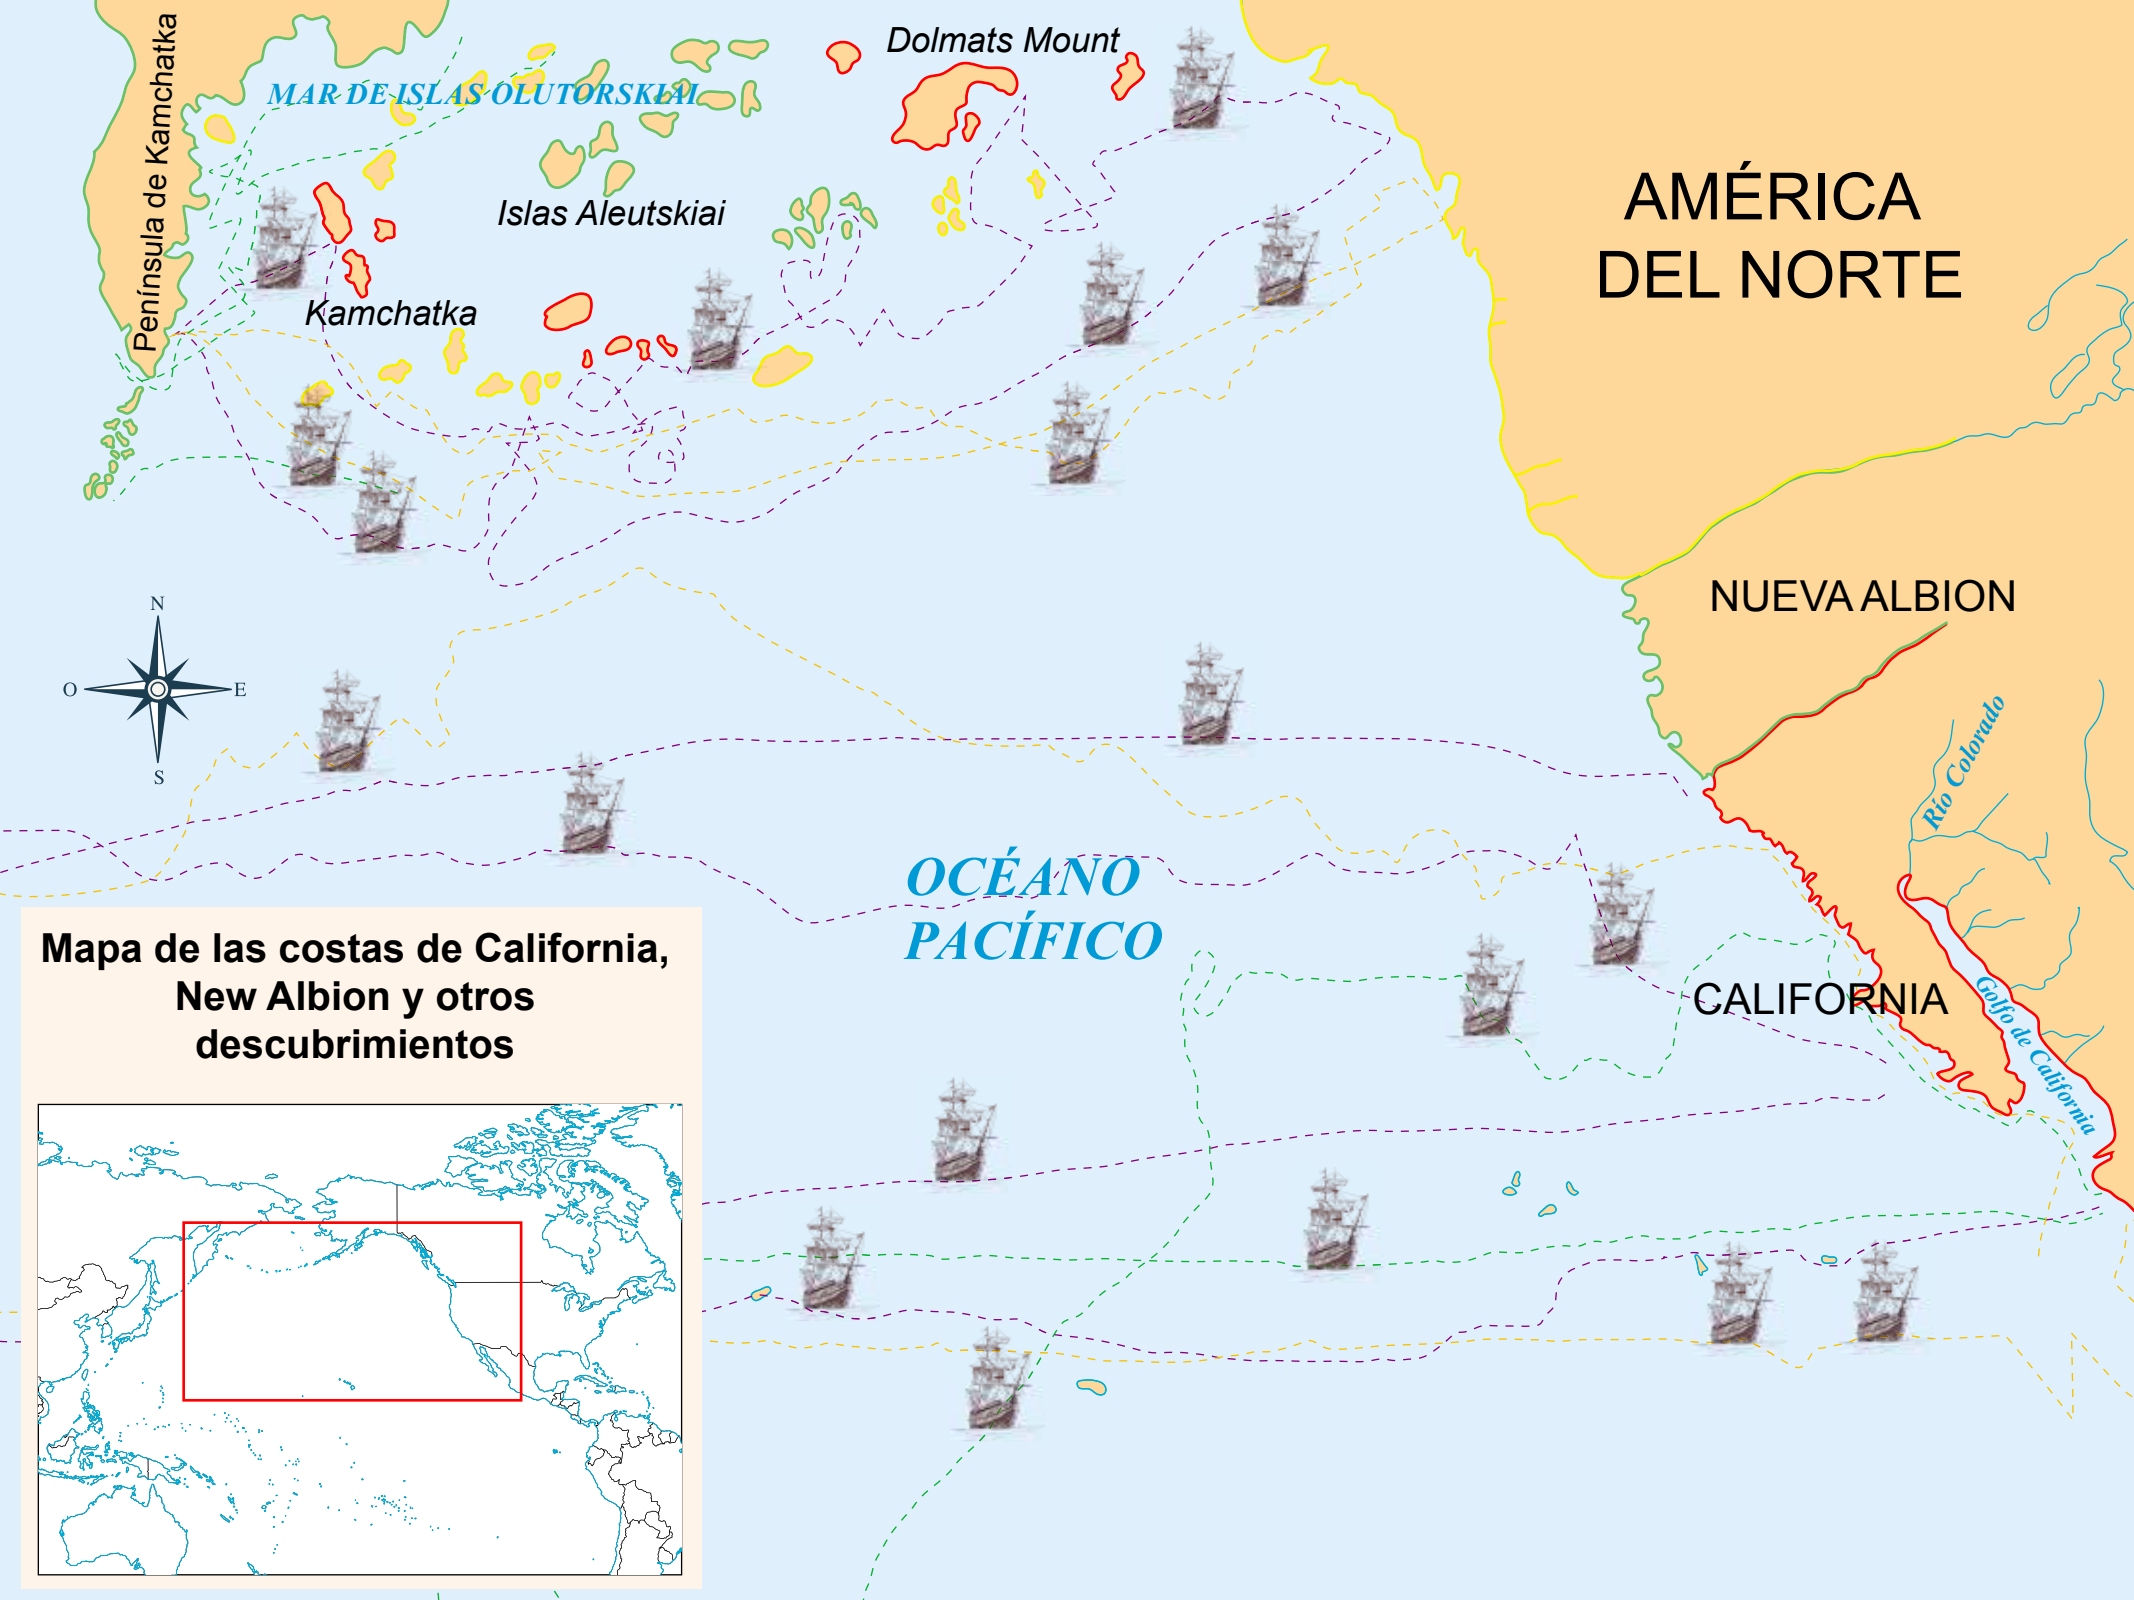 Península de Kamchatka
MAR DE ISLAS OLUTORSKIAI
Dolmats Mount
Islas Aleutskiai
Kamchatka
AMÉRICA
DEL NORTE
NUEVA ALBION
N
O
E
S
Río Colorado
OCÉANO
PACÍFICO
CALIFORNIA
Golfo de California
Mapa de las costas de California,
New Albion y otros
descubrimientos